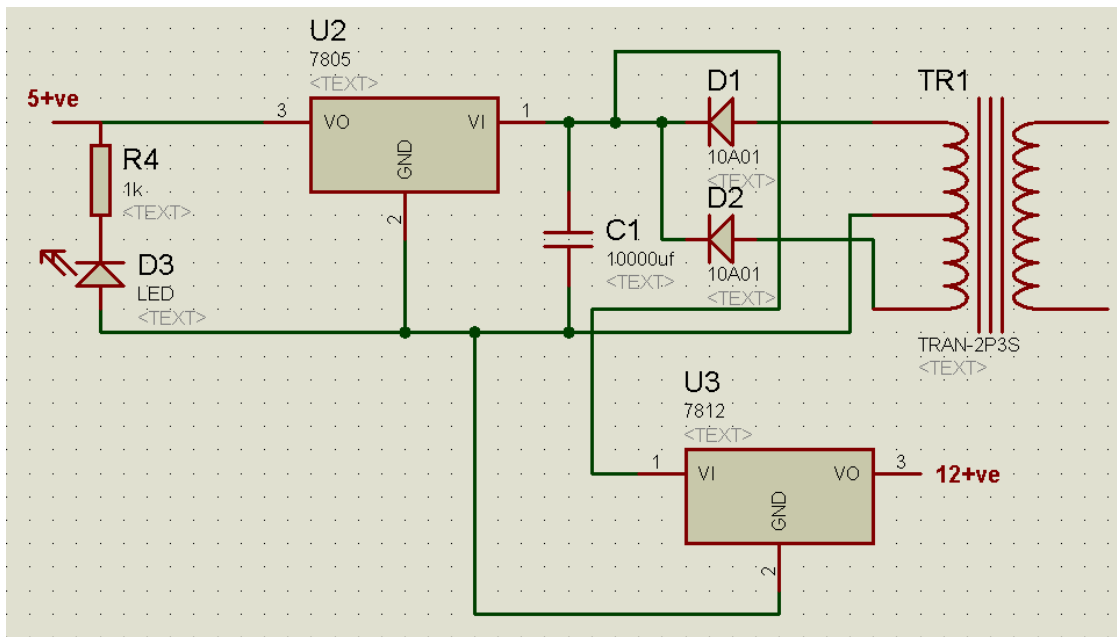 U2
7805
<TEXT>
5+ve
3
VO
VI
1
GND
2
R4
1k
<TEXT>
D3
LED
<TEXT>
C1
10000uf
<TEXT>
D1
10A01
<TEXT>
D2
10A01
<TEXT>
TR1
TRAN-2P3S
<TEXT>
U3
7812
<TEXT>
1
VI
VO
3
12+ve
GND
2